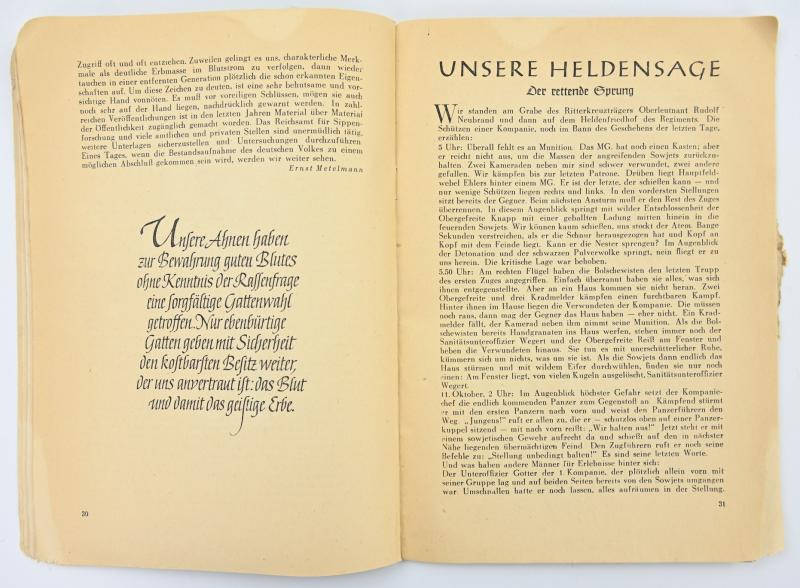 Zugriff oft und oft entziehen. Zuweilen gelingt es uns, charakterliche Merk-
male als deutliche Erbmasse im Blutstrom zu verfolgen, dann wieder
tauchen in einer entfernten Generation plötzlich die schon erkannten Eigen-
schaften auf. Um diese Zeichen zu deuten, ist eine sehr behutsame und vor-
sichtige Hand vonnöten. Es muß vor voreiligen Schlüssen, mögen sie auch
noch sehr auf der Hand liegen, nachdrücklich gewarnt werden. In zahl-
reichen Veröffentlichungen ist in den letzten Jahren Material über Material
der Öffentlichkeit zugänglich gemacht worden. Das Reichsamt für Sippen-
forschung und viele amtlichen und privaten Stellen sind unermüdlich tätig,
weitere Unterlagen sicherzustellen und Untersuchungen durchzuführen.
Eines Tages, wenn die Bestandsaufnahme des deutschen Volkes zu einem
möglichen Abschluß gekommen sein wird, werden wir weiter sehen.
Ernst Metelmann
Unsere Ahnen haben
zur Bewahrung guten Blutes
ohne Kenntnis der Rassenfrage
eine sorgfältige Gattenwahl
getroffen. Nur ebenbürtige
Gatten geben mit Sicherheit
den kostbarsten Besitz weiter,
der uns anvertraut ist: das Blut
und damit das geistige Erbe.
30
UNSERE HELDENSAGE
Der rettende Sprung
Wir standen am Grabe des Ritterkreuzträgers Oberleutnant Rudolf
Neubrand und dann auf dem Heldenfriedhof des Regiments. Die
Schützen einer Kompanie, noch im Bann des Geschehens der letzten Tage,
erzählen:
5 Uhr: Überall fehlt es an Munition. Das MG. hat noch einen Kasten; aber
er reicht nicht aus, um die Massen der angreifenden Sowjets zurückzu-
halten. Zwei Kameraden neben mir sind schwer verwundet, zwei andere
gefallen. Wir kämpfen bis zur letzten Patrone. Drüben liegt Hauptfeld-
webel Ehlers hinter einem MG. Er ist der letzte, der schießen kann — und
nur wenige Schützen liegen rechts und links. In den vordersten Stellungen
sitzt bereits der Gegner. Beim nächsten Ansturm muß er den Rest des Zuges
überrennen. In diesem Augenblick springt mit wilder Entschlossenheit der
Obergefreite Knapp mit einer geballten Ladung mitten hinein in die
feuernden Sowjets. Wir können kaum schießen, uns stockt der Atem. Bange
Sekunden verstreichen, als er die Schnur herausgezogen hat und Kopf an
Kopf mit dem Feinde liegt. Kann er die Nester sprengen? Im Augenblick
der Detonation und der schwarzen Pulverwolke springt, nein fliegt er zu
uns herein. Die kritische Lage war behoben.
5.50 Uhr: Am rechten Flügel haben die Bolschewisten den letzten Trupp
des ersten Zuges angegriffen. Einfach überrannt haben sie alles, was sich
ihnen entgegenstellte. Aber an ein Haus kommen sie nicht heran. Zwei
Obergefreite und drei Kradmelder kämpfen einen furchtbaren Kampf.
Hinter ihnen im Hause liegen die Verwundeten der Kompanie. Die müssen
noch raus, dann mag der Gegner das Haus haben — eher nicht. Ein Krad-
melder fällt, der Kamerad neben ihm nimmt seine Munition. Als die Bol-
schewisten bereits Handgranaten ins Haus werfen, stehen immer noch der
Sanitätsunteroffizier Wegert und der Obergefreite Reiß am Fenster und
heben die Verwundeten hinaus. Sie tun es mit unerschütterlicher Ruhe,
kümmern sich um nichts, was um sie ist. Als die Sowjets dann endlich das
Haus stürmen und mit wildem Eifer durchwühlen, finden sie nur noch
einen: Am Fenster liegt, von vielen Kugeln ausgelöscht, Sanitätsunteroffizier
Wegert.
11. Oktober, 2 Uhr: Im Augenblick höchster Gefahr setzt der Kompanie-
chef die endlich kommenden Panzer zum Gegenstoß an Kämpfend stürmt
er mit den ersten Panzern nach vorn und weist den Panzerführern den
Weg. „Jungens!" ruft er allen zu, die er — schutzlos oben auf einer Panzer-
kuppel sitzend — mit nach vorn reißt: „Wir halten aus!" Jetzt steht er mit
einem sowjetischen Gewehr aufrecht da und schießt auf den in nächster
Nähe liegenden übermächtigen Feind. Den Zugführern ruft er noch seine
Befehle zu: „Stellung unbedingt halten!" Es sind seine letzten Worte.
Und was haben andere Männer für Erlebnisse hinter sich:
Der Unteroffizier Gotter der 1. Kompanie, der plötzlich allein vorn mit
seiner Gruppe lag und auf beiden Seiten bereits von den Sowjets umgangen
war. Umschnallen hatte er noch lassen, alles aufräumen in der Stellung.
31